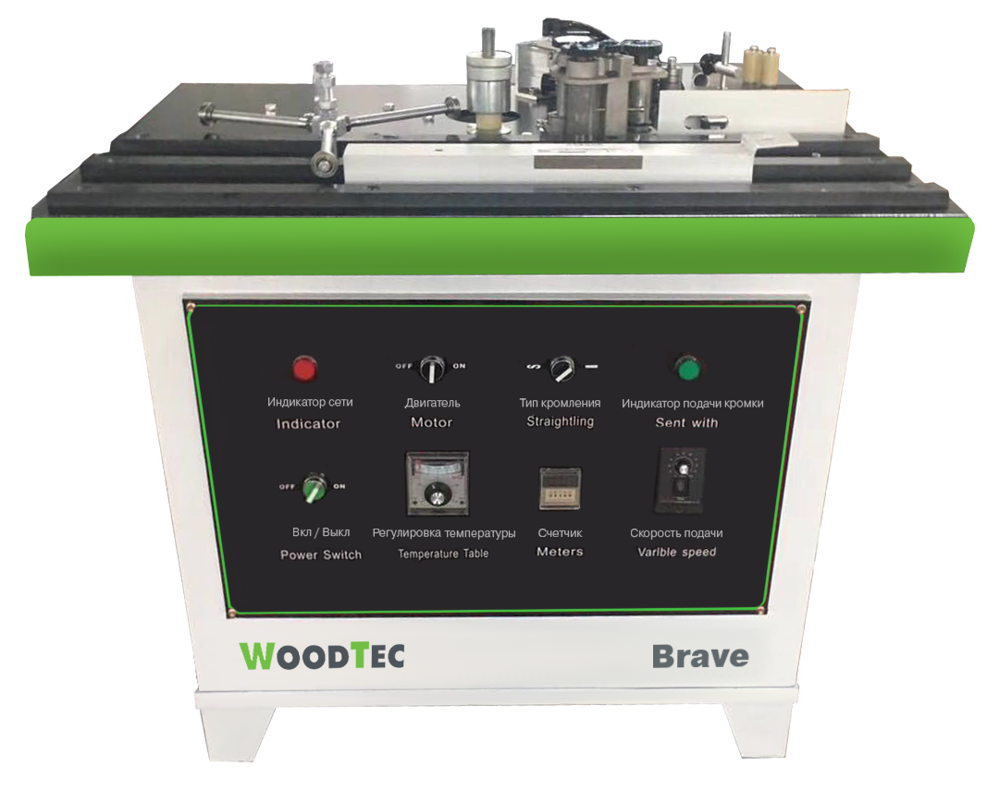 OFF ON
S I
Индикатор сети
Indicator
Двигатель
Motor
Тип кромления
Straightling
Индикатор подачи кромки
Sent with
OFF ON
Вкл / Выкл
Power Switch
Регулировка температуры
Temperature Table
Счетчик
Meters
Скорость подачи
Varible speed
WOODTEC
Brave